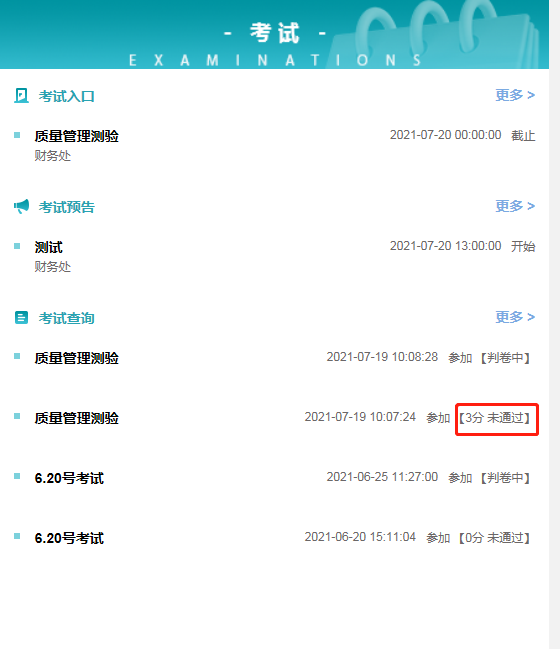 - 考试 -
EXAMINATIONS
考试入口 更多 >
质量管理测验 2021-07-20 00:00:00 截止
财务处
考试预告 更多 >
测试 2021-07-20 13:00:00 开始
财务处
考试查询 更多 >
质量管理测验 2021-07-19 10:08:28 参加 【判卷中】
质量管理测验 2021-07-19 10:07:24 参加 【3分 未通过】
6.20号考试 2021-06-25 11:27:00 参加 【判卷中】
6.20号考试 2021-06-20 15:11:04 参加 【0分 未通过】